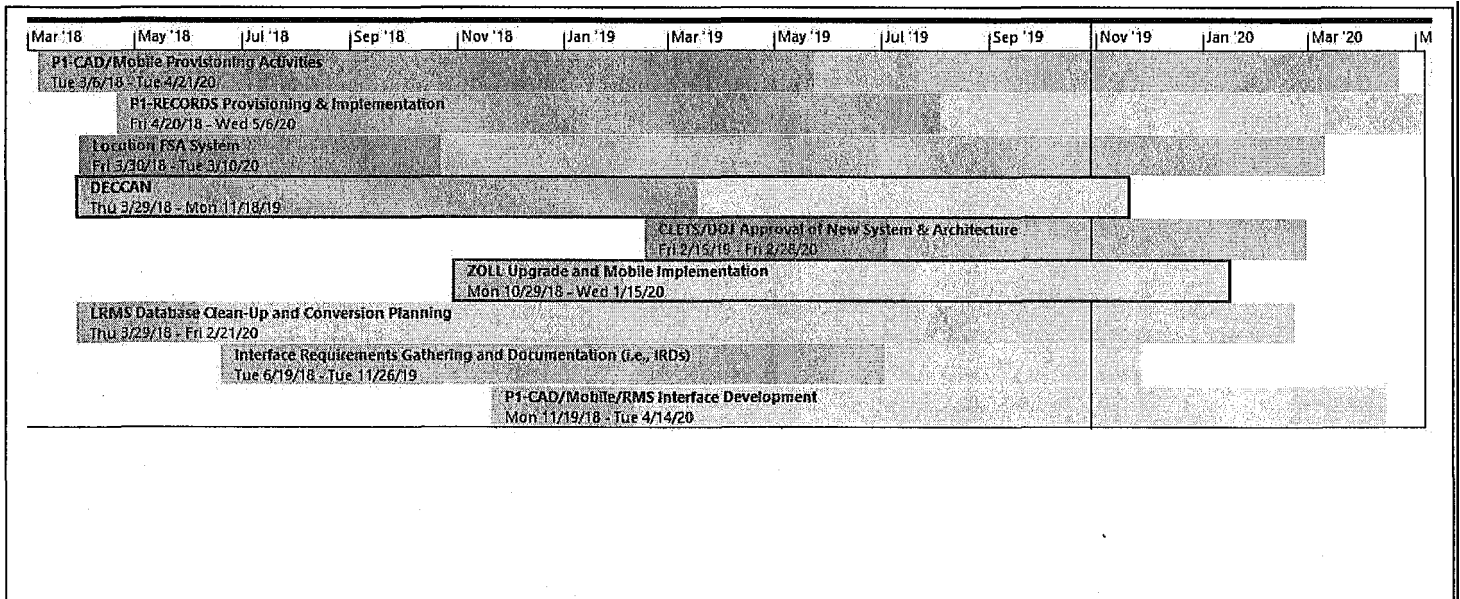 Mar '18 May '18 Jul '18 Sep '18 Nov '18 Jan '19 Mar '19 May '19 Jul '19 Sep '19 Nov '19 Jan '20 Mar '20 M
P1-CAD/Mobile Provisioning Activities
Tue 3/6/18 - Tue 4/21/20
P1-RECORDS Provisioning & Implementation
Fri 4/20/18 - Wed 5/6/20
Locution FSA System
Fri 3/30/18 - Tue 3/10/20
DECCAN
Thu 3/29/18 - Mon 11/18/19
CLETS/DOJ Approval of New System & Architecture
Fri 2/15/19 - Fri 2/28/20
ZOLL Upgrade and Mobile Implementation
Mon 10/29/18 - Wed 1/15/20
LRMS Database Clean-Up and Conversion Planning
Thu 3/29/18 - Fri 2/21/20
Interface Requirements Gathering and Documentation (i.e., IRDs)
Tue 6/19/18 - Tue 11/26/19
P1-CAD/Mobile/RMS Interface Development
Mon 11/19/18 - Tue 4/14/20